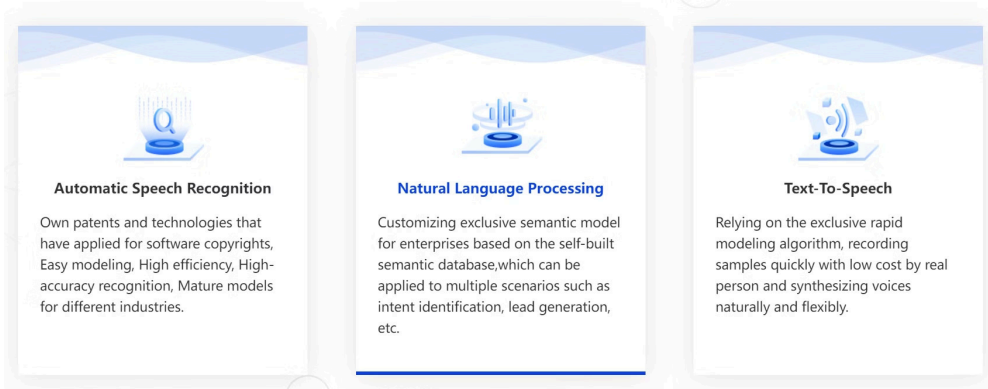 Automatic Speech Recognition
Own patents and technologies that
have applied for software copyrights,
Easy modeling, High efficiency, High-
accuracy recognition, Mature models
for different industries.
Natural Language Processing
Customizing exclusive semantic model
for enterprises based on the self-built
semantic database,which can be
applied to multiple scenarios such as
intent identification, lead generation,
etc.
Text-To-Speech
Relying on the exclusive rapid
modeling algorithm, recording
samples quickly with low cost by real
person and synthesizing voices
naturally and flexibly.